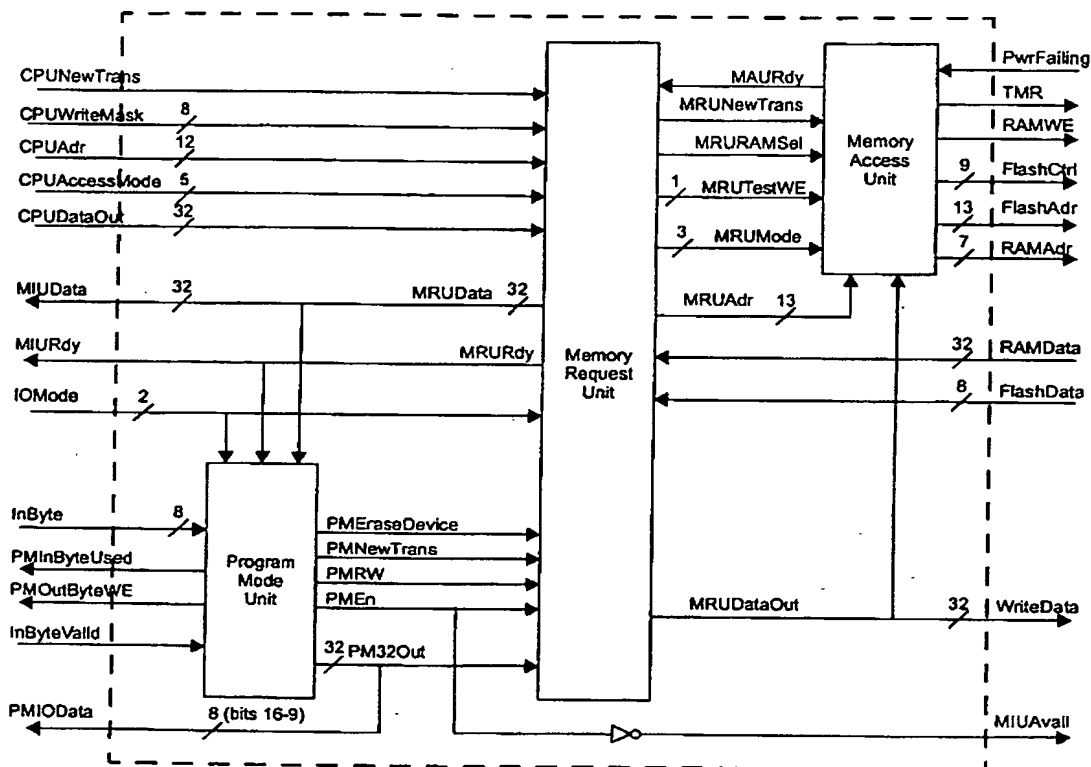 CPUNewTrans
CPUWriteMask
8
CPUAdr
12
CPUAccessMode
5
CPUDataOut
32
MIUData
32
MRUData
32
MIURdy
MRURdy
IOMode
2
InByte
8
PMInByteUsed
PMOutByteWE
InByteValid
PMIOData
8 (bits 16-9)
Program
Mode
Unit
PMEraseDevice
PMNewTrans
PMRW
PMEn
32
PM32Out
Memory
Request
Unit
MAURdy
MRUNewTrans
MRURAMSel
1
MRUTestWE
3
MRUMode
MRUAdr
13
MRUDataOut
Memory
Access
Unit
PwrFailing
TMR
RAMWE
9
FlashCtrl
13
FlashAdr
7
RAMAdr
32
RAMData
8
FlashData
32
WriteData
MIUAvail